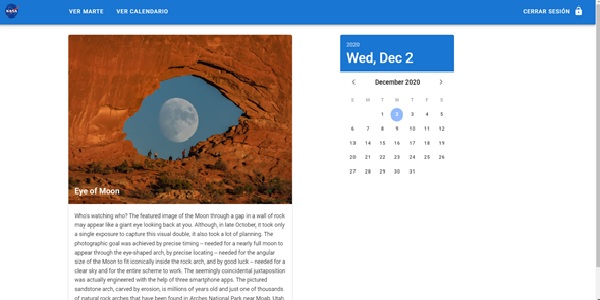 NASA
VER MARTE
VER CALENDARIO
CERRAR SESIÓN
Eye of Moon
Who's watching who? The featured image of the Moon through a gap in a wall of rock
may appear like a giant eye looking back at you. Although, in late October, it took only
a single exposure to capture this visual double, it also took a lot of planning. The
photographic goal was achieved by precise timing – needed for a nearly full moon to
appear through the eye-shaped arch, by preciser locating – needed for the angular
size of the Moon to fit iconically inside the rock arch, and by good luck – needed for a
clear sky and for the entire scheme to work. The seemingly coincidental juxtaposition
was actually engineered with the help of three smartphone apps. The pictured
sandstone arch, carved by erosion, is millions of years old and just one of thousands
of natural rock arches that have been found in Arches National Park near Moab, Utah
2020
Wed, Dec 2
December 2020
S M T W T F S
1 2 3 4 5
6 7 8 9 10 11 12
13 14 15 16 17 18 19
20 21 22 23 24 25 26
27 28 29 30 31